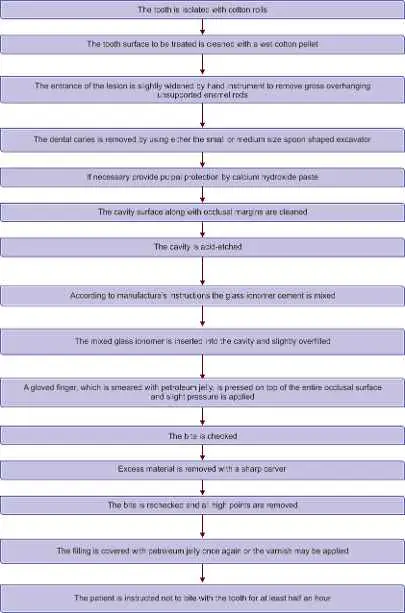 The tooth is isolated with cotton rolls
The tooth surface to be treated is cleaned with a wet cotton pellet
The entrance of the lesion is slightly widened by hand instrument to remove gross overhanging
unsupported enamel rods
The dental caries is removed by using either the small or medium size spoon shaped excavator
If necessary provide pulpal protection by calcium hydroxide paste
The cavity surface along with occlusal margins are cleaned
The cavity is acid-etched
According to manufacture's instructions the glass ionomer cement is mixed
The mixed glass ionomer is inserted into the cavity and slightly overfilled
A gloved finger, which is smeared with petroleum jelly, is pressed on top of the entire occlusal surface
and slight pressure is applied
The bite is checked
Excess material is removed with a sharp carver
The bite is rechecked and all high points are removed
The filling is covered with petroleum jelly once again or the varnish may be applied
The patient is instructed not to bite with the tooth for at least half an hour